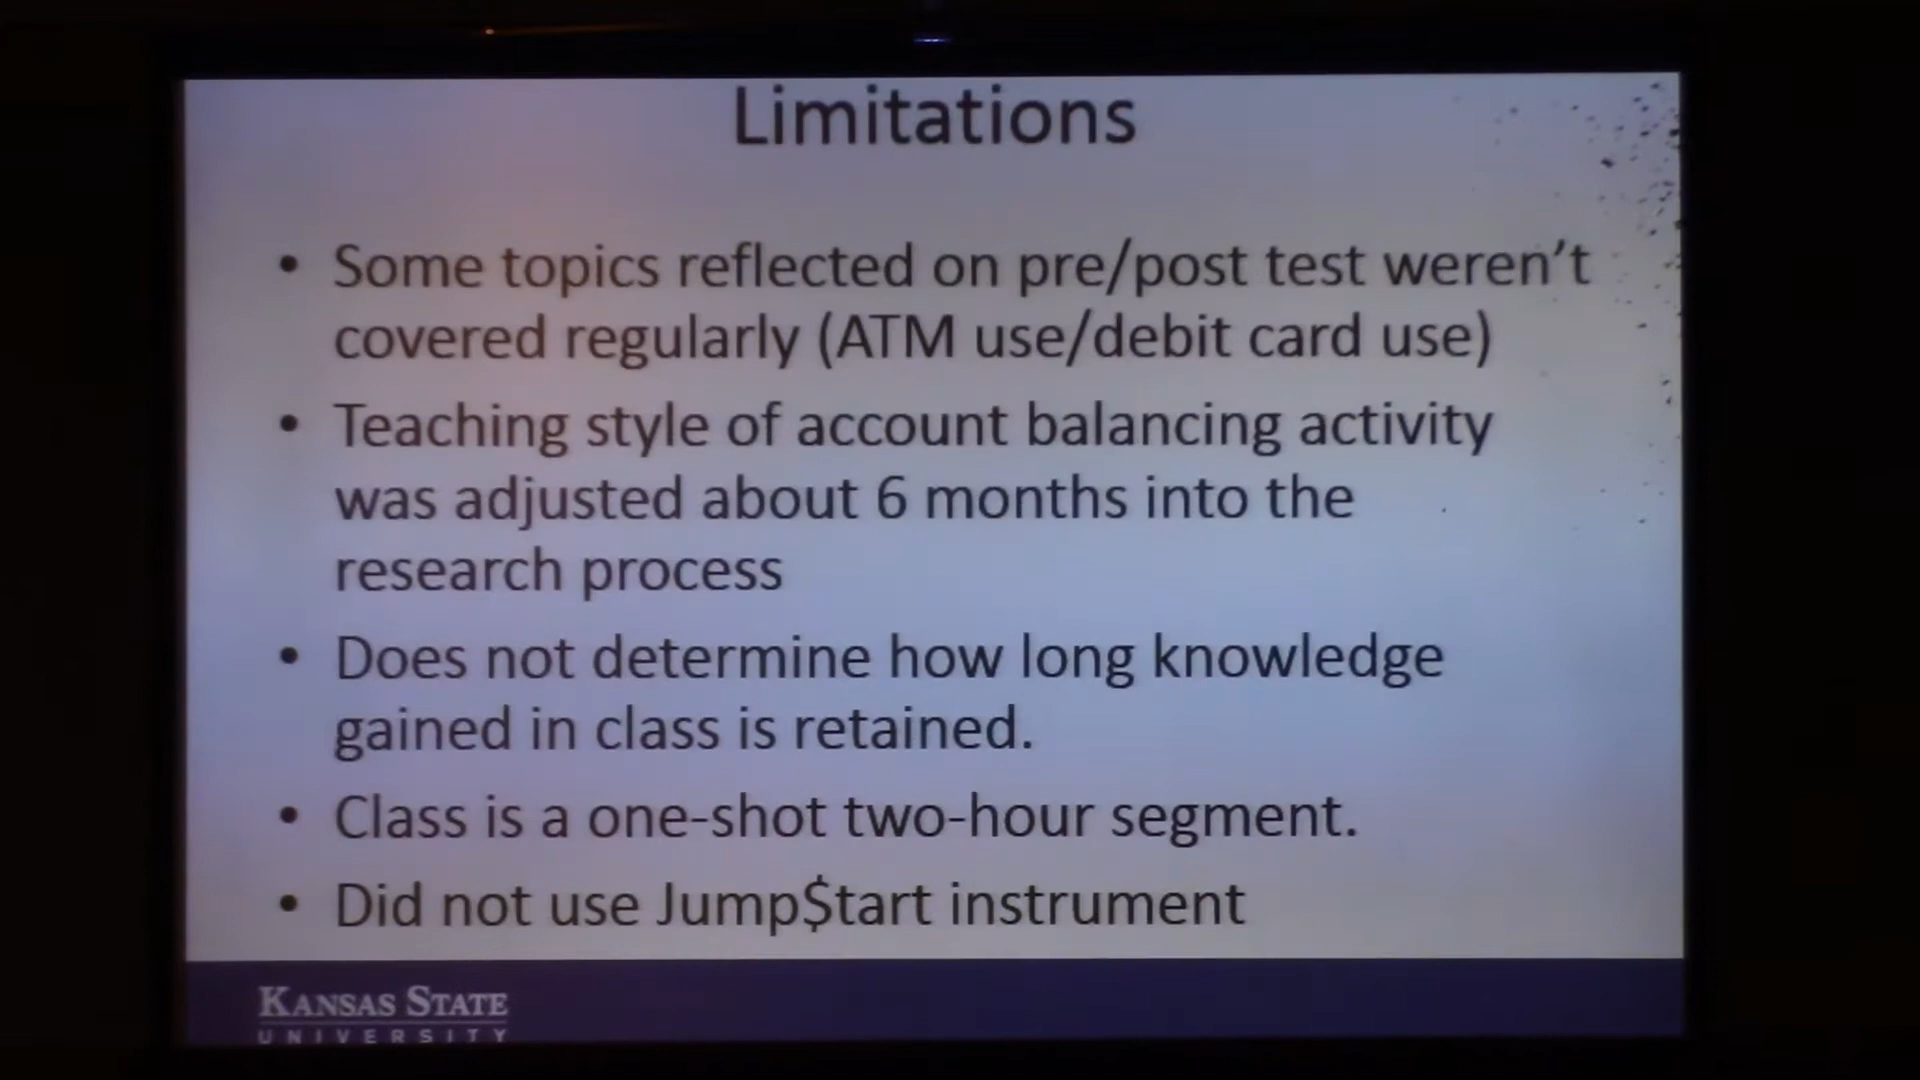 Limitations
• Some topics reflected on pre/post test weren't
covered regularly (ATM use/debit card use)
• Teaching style of account balancing activity
was adjusted about 6 months into the
research process
• Does not determine how long knowledge
gained in class is retained.
• Class is a one-shot two-hour segment.
• Did not use Jump$tart instrument
KANSAS STATE
UNIVERSITY